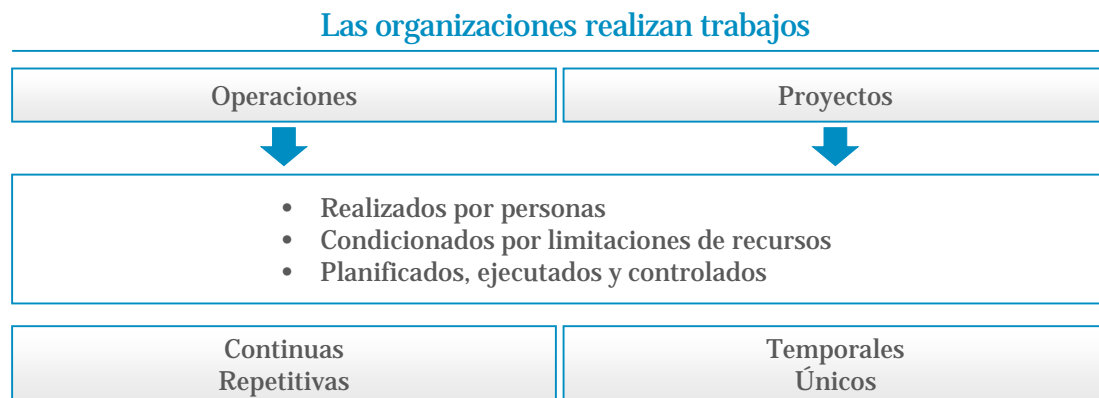 Las organizaciones realizan trabajos
Operaciones
Proyectos
• Realizados por personas
• Condicionados por limitaciones de recursos
• Planificados, ejecutados y controlados
Continuas
Repetitivas
Temporales
Únicos